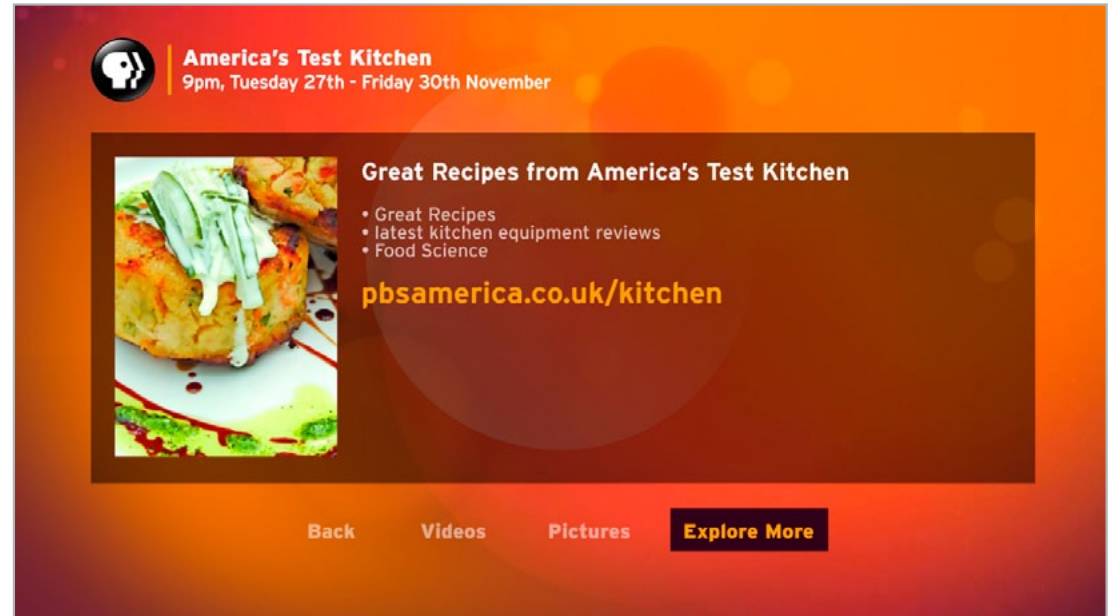 America's Test Kitchen
9pm, Tuesday 27th - Friday 30th November
Great Recipes from America's Test Kitchen
• Great Recipes
• latest kitchen equipment reviews
• Food Science
pbsamerica.co.uk/kitchen
Back Videos Pictures Explore More